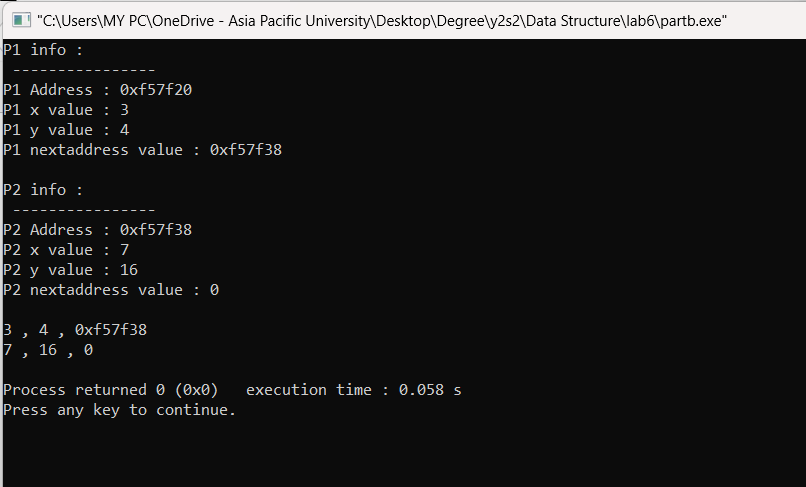 "C:\Users\MY PC\OneDrive - Asia Pacific University\Desktop\Degree\y2s2\Data Structure\lab6\partb.exe"
P1 info :
 ----------------
P1 Address : 0xf57f20
P1 x value : 3
P1 y value : 4
P1 nextaddress value : 0xf57f38
P2 info :
 ----------------
P2 Address : 0xf57f38
P2 x value : 7
P2 y value : 16
P2 nextaddress value : 0
3 , 4 , 0xf57f38
7 , 16 , 0
Process returned 0 (0x0)   execution time : 0.058 s
Press any key to continue.